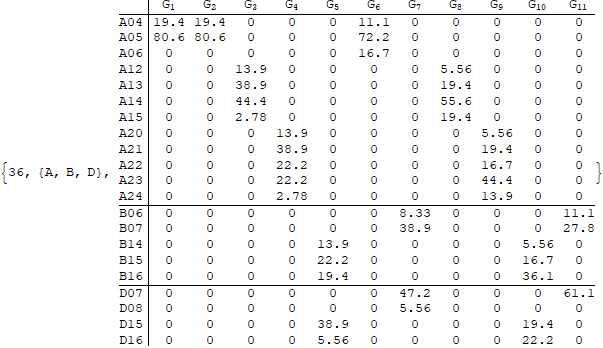 G1 G2 G3 G4 G5 G6 G7 G8 G9 G10 G11
A04 19.4 19.4 0 0 0 11.1 0 0 0 0 0
A05 80.6 80.6 0 0 0 72.2 0 0 0 0 0
A06 0 0 0 0 0 16.7 0 0 0 0 0
A12 0 0 13.9 0 0 0 0 5.56 0 0 0
A13 0 0 38.9 0 0 0 0 19.4 0 0 0
A14 0 0 44.4 0 0 0 0 55.6 0 0 0
A15 0 0 2.78 0 0 0 0 19.4 0 0 0
A20 0 0 0 13.9 0 0 0 0 5.56 0 0
A21 0 0 0 38.9 0 0 0 0 19.4 0 0
{36, {A, B, D}, A22 0 0 0 22.2 0 0 0 0 16.7 0 0 }
A23 0 0 0 22.2 0 0 0 0 44.4 0 0
A24 0 0 0 2.78 0 0 0 0 13.9 0 0
B06 0 0 0 0 0 0 8.33 0 0 0 11.1
B07 0 0 0 0 0 0 38.9 0 0 0 27.8
B14 0 0 0 0 13.9 0 0 0 0 5.56 0
B15 0 0 0 0 22.2 0 0 0 0 16.7 0
B16 0 0 0 0 19.4 0 0 0 0 36.1 0
D07 0 0 0 0 0 0 47.2 0 0 0 61.1
D08 0 0 0 0 0 0 5.56 0 0 0 0
D15 0 0 0 0 38.9 0 0 0 0 19.4 0
D16 0 0 0 0 5.56 0 0 0 0 22.2 0